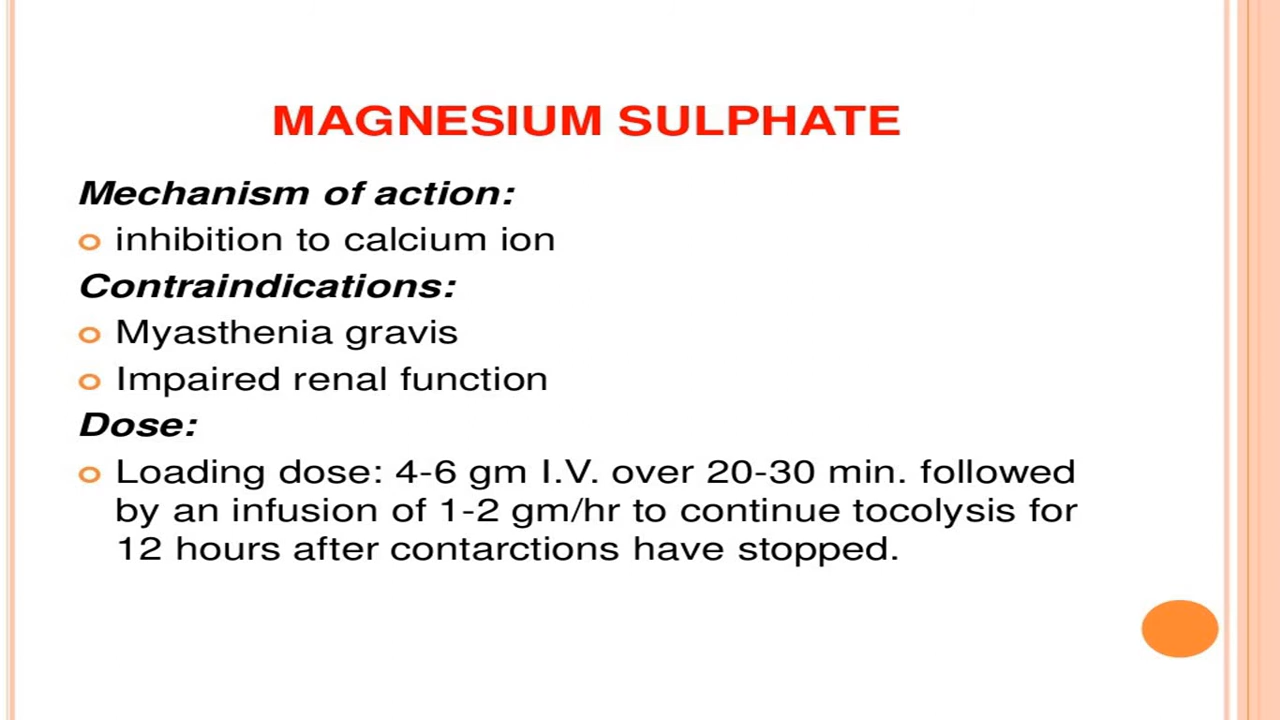 MAGNESIUM SULPHATE
Mechanism of action:
inhibition to calcium ion
Contraindications:
Myasthenia gravis
Impaired renal function
Dose:
Loading dose: 4-6 gm I.V. over 20-30 min. followed
by an infusion of 1-2 gm/hr to continue tocolysis for
12 hours after contarctions have stopped.